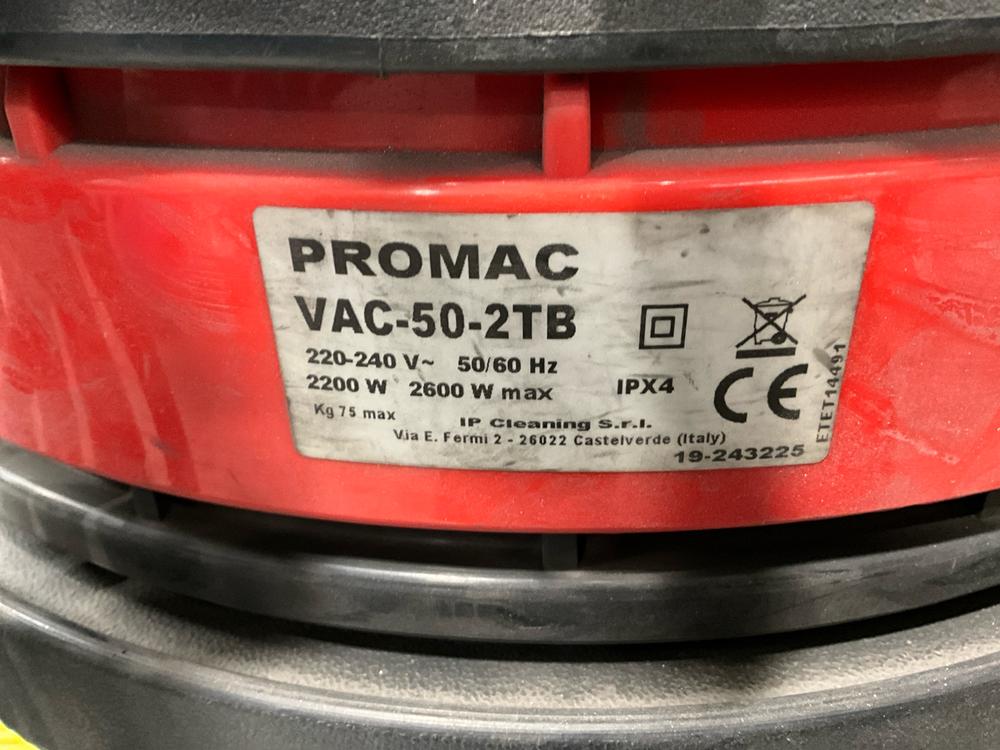 PROMAC
VAC-50-2TB
220-240 V~ 50/60 Hz
2200 W 2600 W max
IPX4
Kg 75 max
CE
IP Cleaning S.r.l.
Via E. Fermi 2 - 26022 Castelverde (Italy)
19-243225
ETET14491